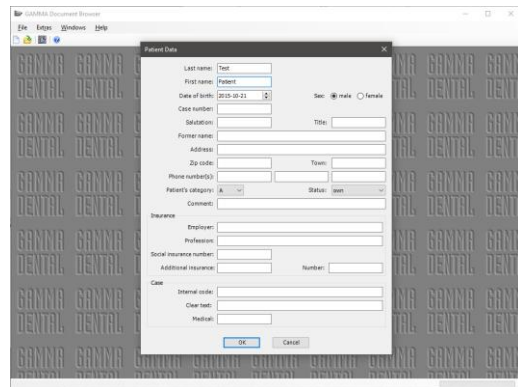 GAMMA Document Browser
File Extras Windows Help
Patient Data
Last name: Test
First name: Patient
Date of birth: 2015-10-21 Sex: male female
Case number:
Salutation: Title:
Former name:
Address:
Zip code: Town:
Phone number(s):
Patient's category: A Status: own
Comment:
Insurance
Employer:
Profession:
Social insurance number:
Additional insurance: Number:
Case
Internal code:
Clear text:
Medical:
OK Cancel
GAMMA DENTAL